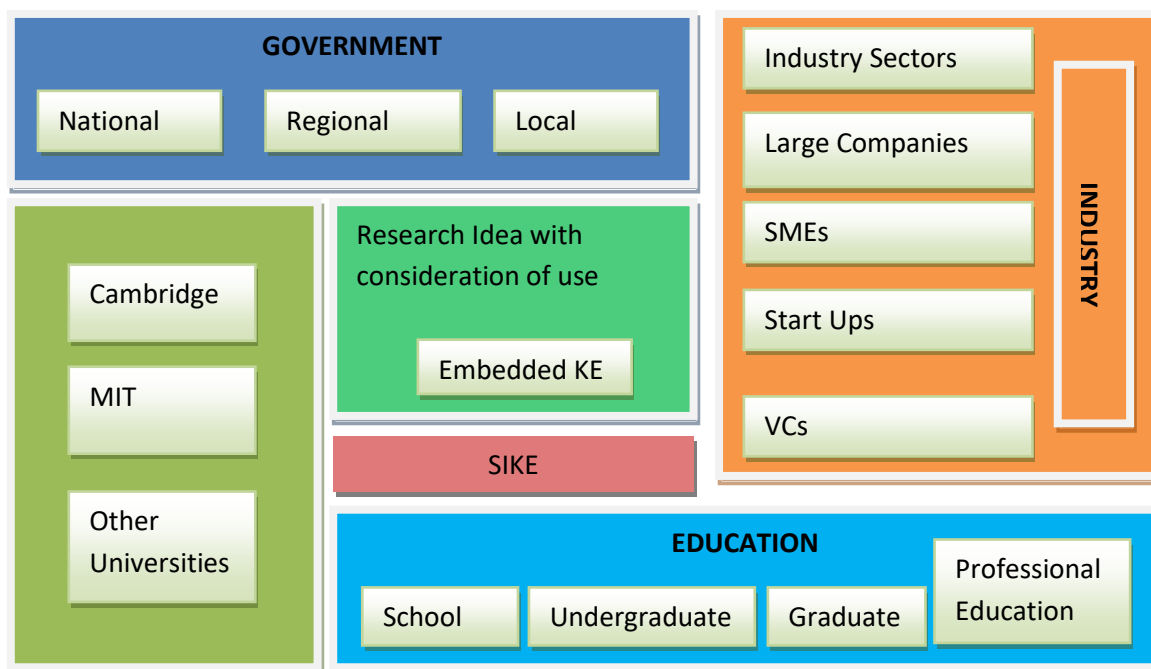 GOVERNMENT
National
Regional
Local
Industry Sectors
Large Companies
SMEs
Start Ups
VCs
INDUSTRY
Cambridge
MIT
Other
Universities
Research Idea with
consideration of use
Embedded KE
SIKE
EDUCATION
School
Undergraduate
Graduate
Professional
Education